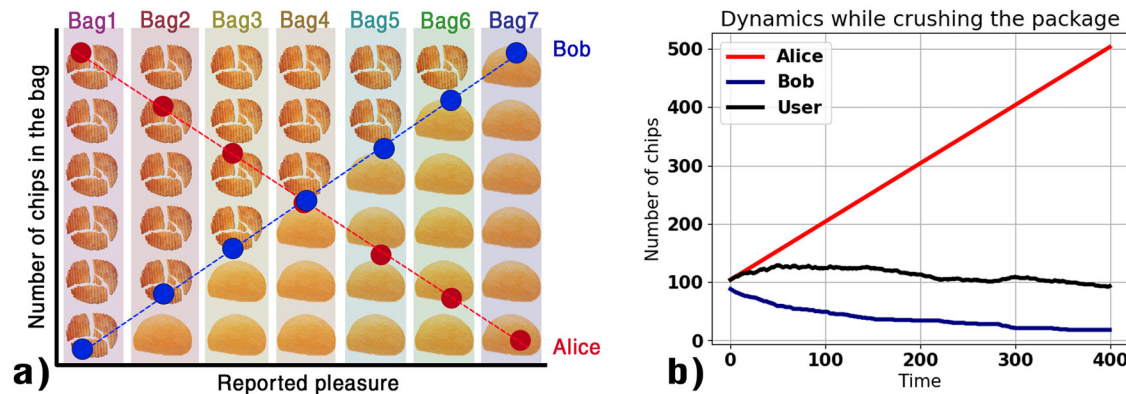 Bag1 Bag2 Bag3 Bag4 Bag5 Bag6 Bag7
Bob
Number of chips in the bag
Alice
Reported pleasure
a)
Dynamics while crushing the package
Alice
Bob
User
Number of chips
500
400
300
200
100
0
0 100 200 300 400
Time
b)